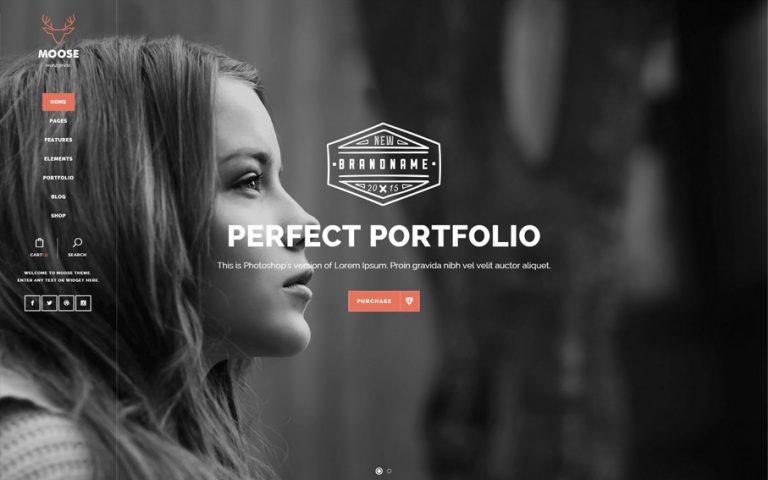 MOOSE
HOME
PAGES
FEATURES
ELEMENTS
PORTFOLIO
BLOG
SHOP
CART
SEARCH
WELCOME TO MOOSE THEME
ENTER ANY TEXT OR WIDGET HERE.
NEW
BRANDNAME
20 15
PERFECT PORTFOLIO
This is Photoshop's version of Lorem Ipsum. Proin gravida nibh vel velit auctor aliquet.
PURCHASE